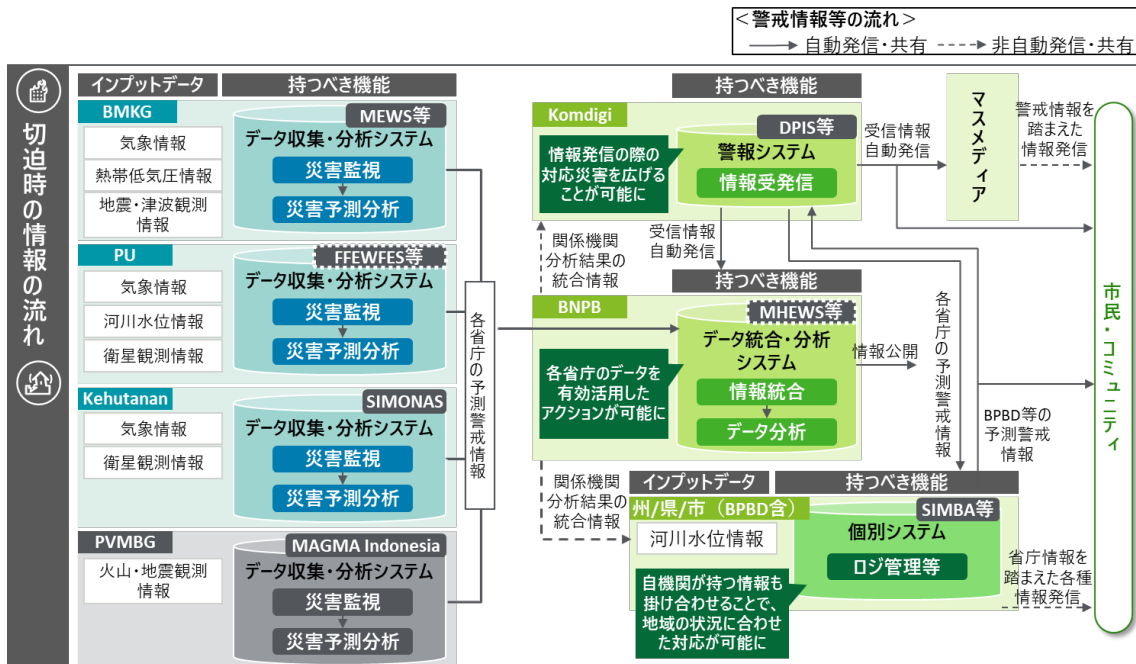 ＜警戒情報等の流れ＞
自動発信・共有
非自動発信・共有
切迫時の情報の流れ
インプットデータ
持つべき機能
BMKG
気象情報
熱帯低気圧情報
地震・津波観測
情報
MEWS等
データ収集・分析システム
災害監視
災害予測分析
PU
気象情報
河川水位情報
衛星観測情報
FFEWFES等
データ収集・分析システム
災害監視
災害予測分析
Kehutanan
気象情報
衛星観測情報
SIMONAS
データ収集・分析システム
災害監視
災害予測分析
PVMBG
火山・地震観測
情報
MAGMA Indonesia
データ収集・分析システム
災害監視
災害予測分析
各省庁の予測警戒情報
持つべき機能
Komdigi
情報発信の際の
対応災害を広げる
ことが可能に
DPIS等
警報システム
情報受発信
受信情報
自動発信
マスメディア
警戒情報を
踏まえた
情報発信
関係機関
分析結果の
統合情報
受信情報
自動発信
持つべき機能
BNPB
各省庁のデータを
有効活用した
アクションが可能に
MHEWS等
データ統合・分析
システム
情報統合
データ分析
情報公開
各省庁の予測警戒情報
BPBD等の
予測警戒
情報
市民・コミュニティ
関係機関
分析結果の
統合情報
インプットデータ
持つべき機能
州/県/市（BPBD含）
河川水位情報
SIMBA等
個別システム
ロジ管理等
自機関が持つ情報も
掛け合わせることで、
地域の状況に合わせ
た対応が可能に
省庁情報を
踏まえた各種
情報発信